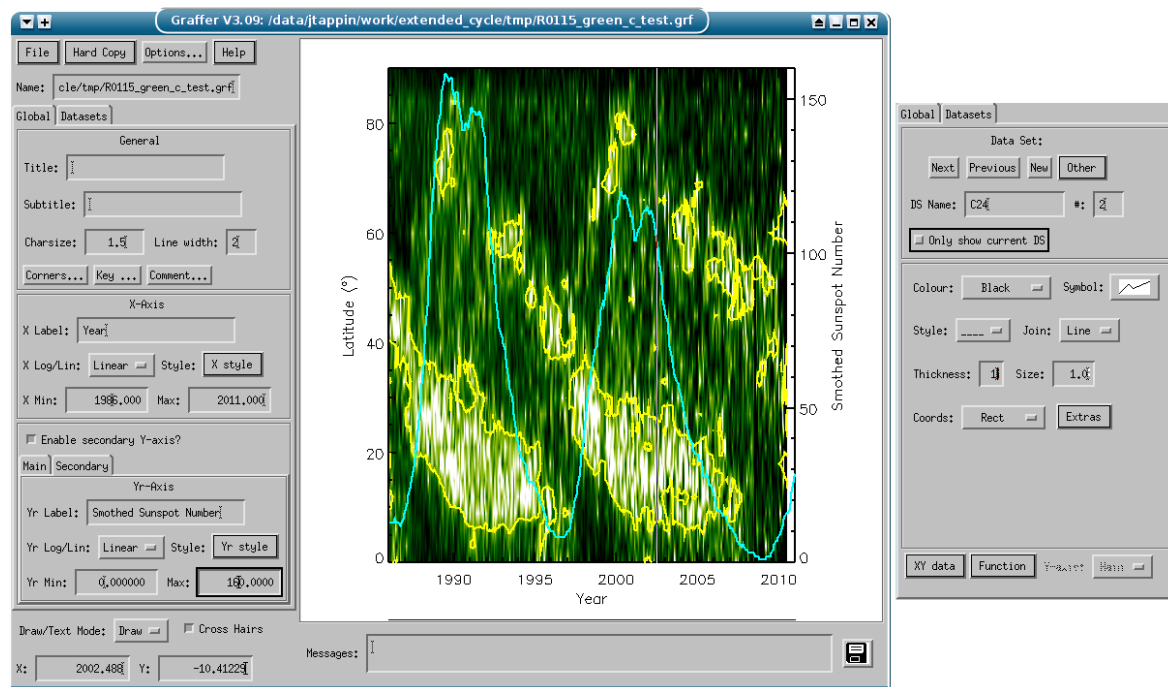 Graffer V3.09: /data/jtappin/work/extended_cycle/tmp/R0115_green_c_test.grf
File Hard Copy Options... Help
Name: cle/tmp/R0115_green_c_test.grf
Global Datasets
General
Title:
Subtitle:
Charsize: 1.5 Line width: 2
Corners... Key ... Comment...
X-Axis
X Label: Year
X Log/Lin: Linear Style: X style
X Min: 1986.000 Max: 2011.000
Enable secondary Y-axis?
Main Secondary
Yr-Axis
Yr Label: Smothed Sunspot Number
Yr Log/Lin: Linear Style: Yr style
Yr Min: 0.000000 Max: 160.0000
Draw/Text Mode: Draw Cross Hairs
X: 2002.488 Y: -10.41225
Latitude (°)
80
60
40
20
0
1990 1995 2000 2005 2010
Year
150
100
50
0
Smothed Sunspot Number
Messages:
Global Datasets
Data Set:
Next Previous New Other
DS Name: C24 #: 2
Only show current DS
Colour: Black Symbol:
Style: ____ Join: Line
Thickness: 1 Size: 1.0
Coords: Rect Extras
XY data Function Y-axis: Main